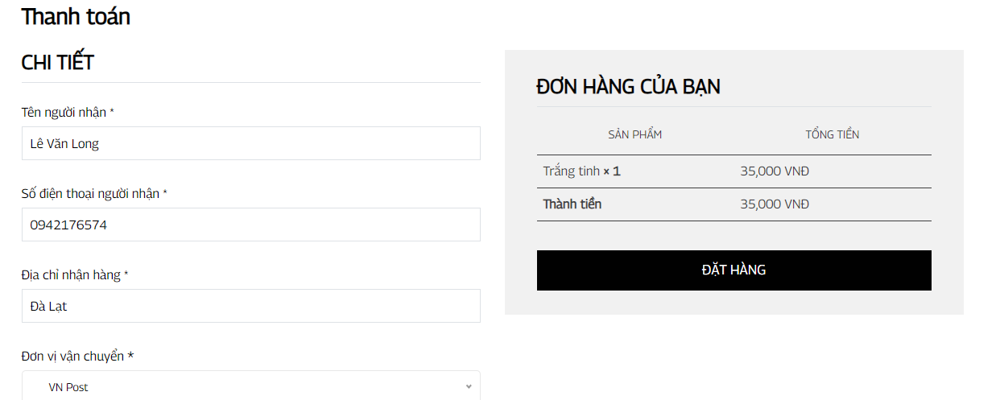 Thanh toán
CHI TIẾT
Tên người nhận *
Lê Văn Long
Số điện thoại người nhận *
0942176574
Địa chỉ nhận hàng *
Đà Lạt
Đơn vị vận chuyển *
VN Post
ĐƠN HÀNG CỦA BẠN
SẢN PHẨM TỔNG TIỀN
Trắng tinh × 1 35,000 VNĐ
Thành tiền 35,000 VNĐ
ĐẶT HÀNG